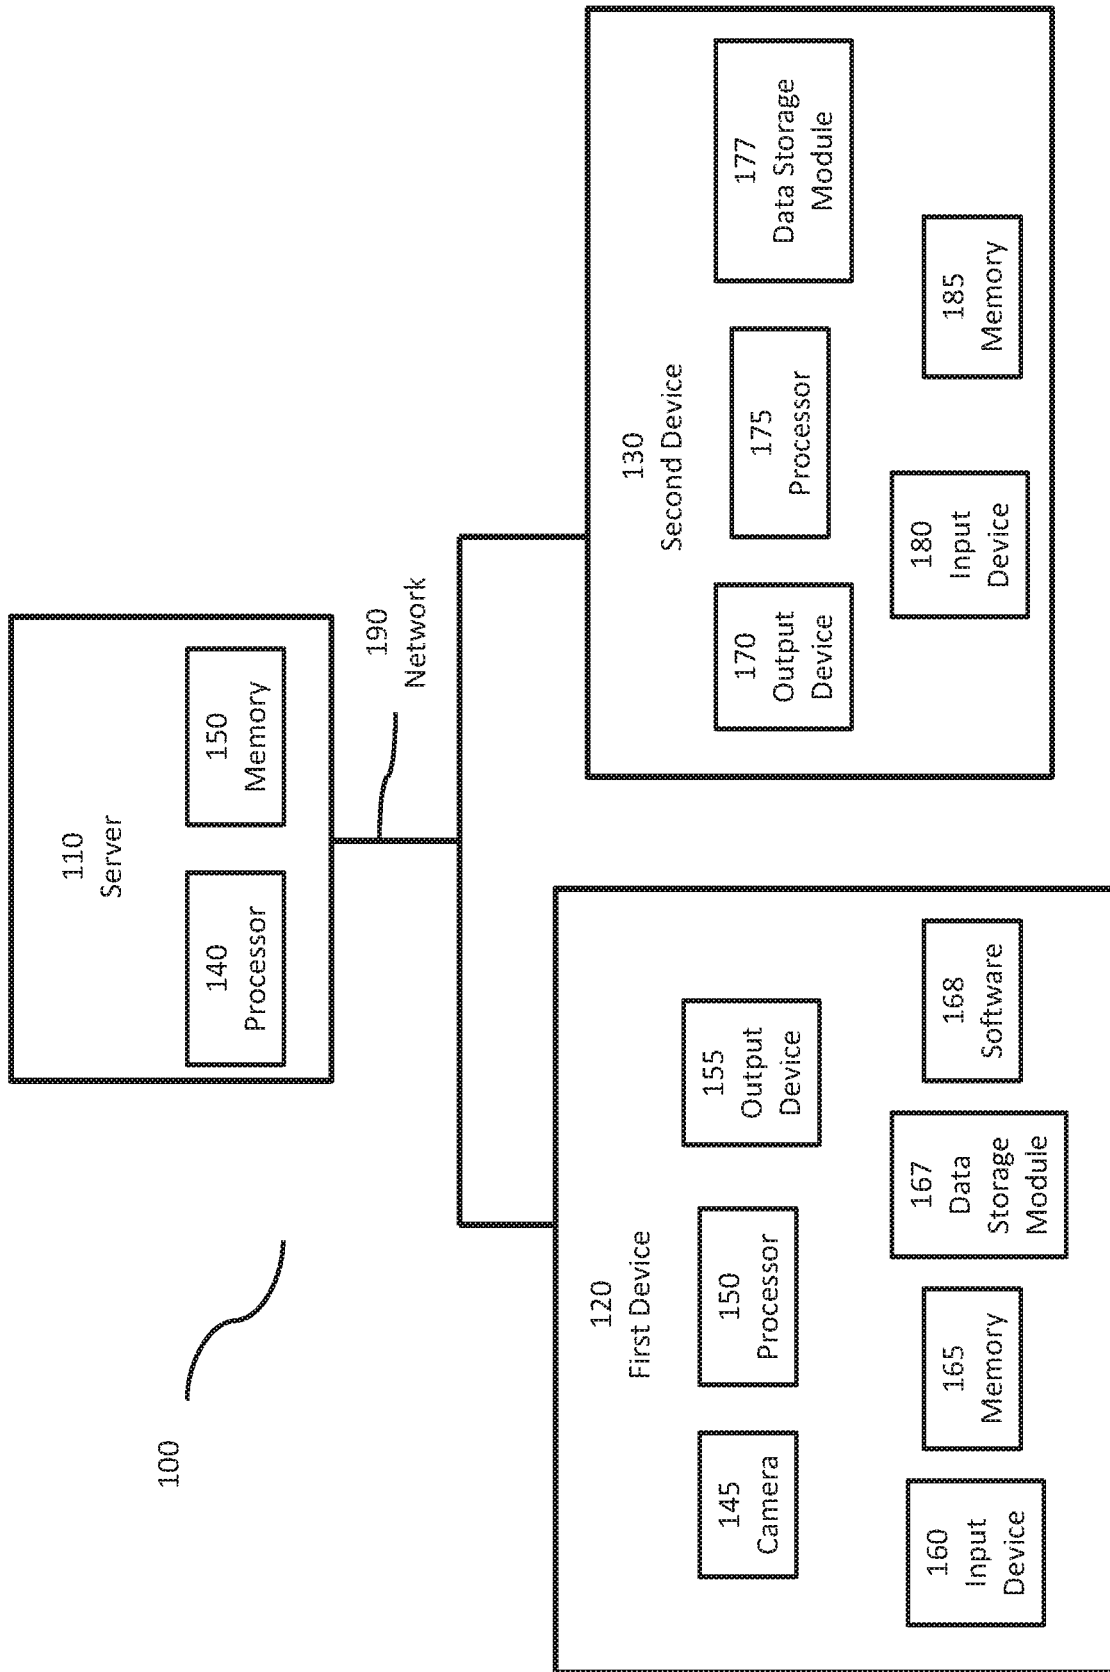 100
110
Server
140
Processor
150
Memory
190
Network
120
First Device
145
Camera
150
Processor
155
Output
Device
160
Input
Device
165
Memory
167
Data
Storage
Module
168
Software
130
Second Device
170
Output
Device
175
Processor
177
Data Storage
Module
180
Input
Device
185
Memory